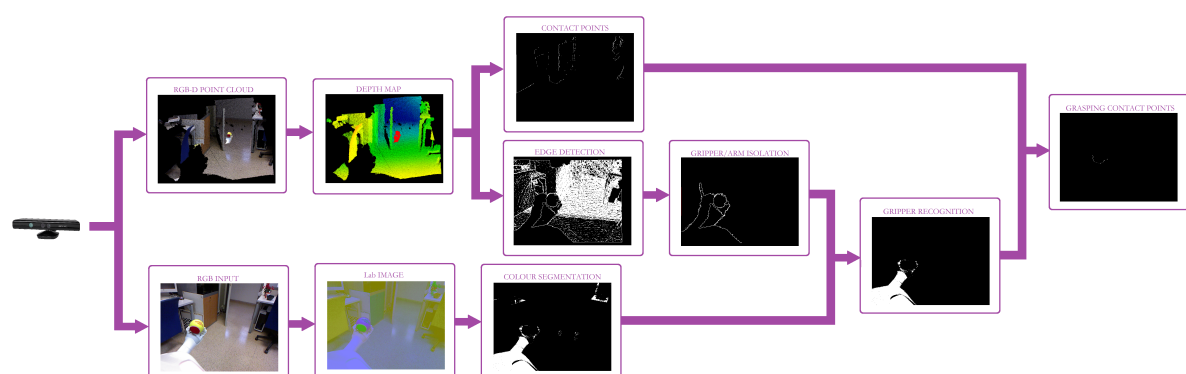 CONTACT POINTS
RGB-D POINT CLOUD
DEPTH MAP
GRASPING CONTACT POINTS
EDGE DETECTION
GRIPPER/ARM ISOLATION
GRIPPER RECOGNITION
RGB INPUT
Lab IMAGE
COLOUR SEGMENTATION